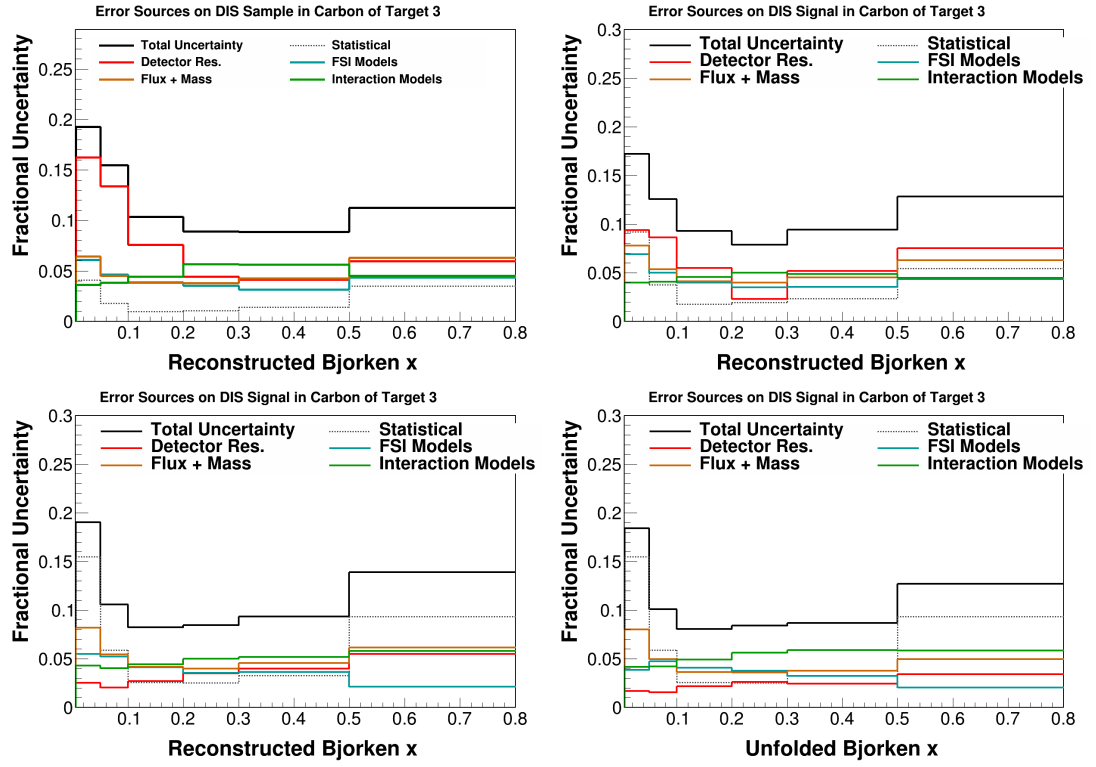 Error Sources on DIS Sample in Carbon of Target 3
Fractional Uncertainty
Total Uncertainty
Detector Res.
Flux + Mass
Statistical
FSI Models
Interaction Models
0.25
0.2
0.15
0.1
0.05
0
0.1 0.2 0.3 0.4 0.5 0.6 0.7 0.8
Reconstructed Bjorken x
Error Sources on DIS Signal in Carbon of Target 3
Fractional Uncertainty
Total Uncertainty
Detector Res.
Flux + Mass
Statistical
FSI Models
Interaction Models
0.3
0.25
0.2
0.15
0.1
0.05
0
0.1 0.2 0.3 0.4 0.5 0.6 0.7 0.8
Reconstructed Bjorken x
Error Sources on DIS Signal in Carbon of Target 3
Fractional Uncertainty
Total Uncertainty
Detector Res.
Flux + Mass
Statistical
FSI Models
Interaction Models
0.3
0.25
0.2
0.15
0.1
0.05
0
0.1 0.2 0.3 0.4 0.5 0.6 0.7 0.8
Reconstructed Bjorken x
Error Sources on DIS Signal in Carbon of Target 3
Fractional Uncertainty
Total Uncertainty
Detector Res.
Flux + Mass
Statistical
FSI Models
Interaction Models
0.3
0.25
0.2
0.15
0.1
0.05
0
0.1 0.2 0.3 0.4 0.5 0.6 0.7 0.8
Unfolded Bjorken x